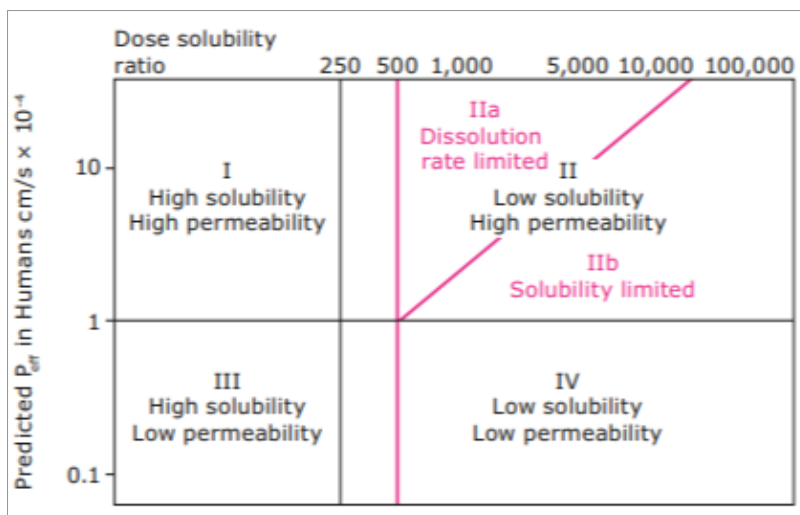 Dose solubility
ratio 250 500 1,000 5,000 10,000 100,000
Predicted Peff in Humans cm/s × 10⁻⁴
10
1
0.1
I
High solubility
High permeability
IIa
Dissolution
rate limited
II
Low solubility
High permeability
IIb
Solubility limited
III
High solubility
Low permeability
IV
Low solubility
Low permeability